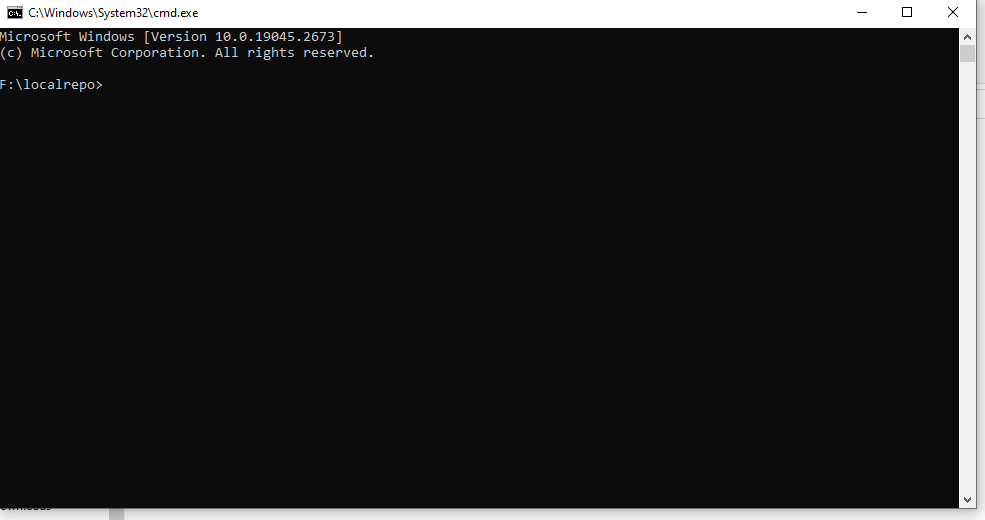 C:\Windows\System32\cmd.exe
Microsoft Windows [Version 10.0.19045.2673]
(c) Microsoft Corporation. All rights reserved.
F:\localrepo>